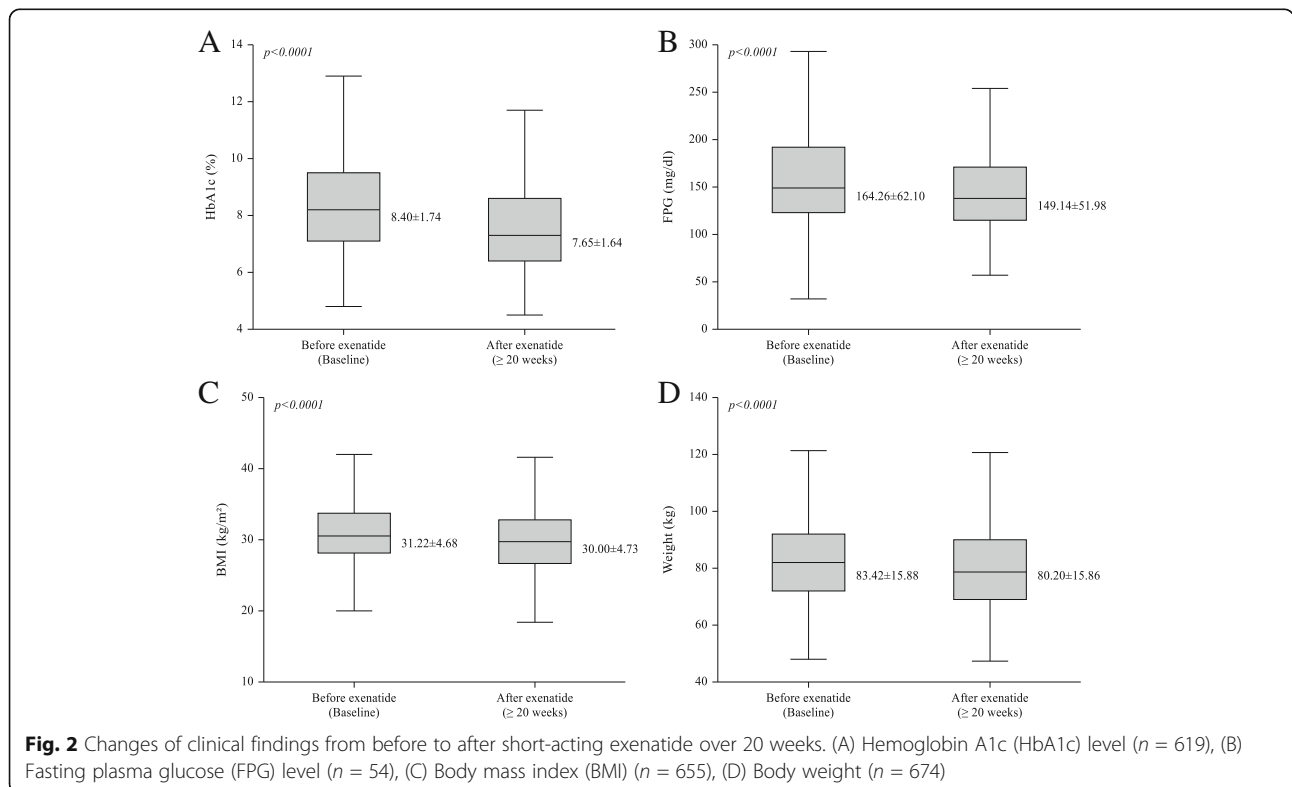 A
p<0.0001
14
12
10
8
6
4
HbA1c (%)
8.40±1.74
7.65±1.64
Before exenatide
(Baseline)
After exenatide
(≥ 20 weeks)
B
p<0.0001
300
250
200
150
100
50
0
FPG (mg/dl)
164.26±62.10
149.14±51.98
Before exenatide
(Baseline)
After exenatide
(≥ 20 weeks)
C
p<0.0001
50
40
30
20
10
BMI (kg/m²)
31.22±4.68
30.00±4.73
Before exenatide
(Baseline)
After exenatide
(≥ 20 weeks)
D
p<0.0001
140
120
100
80
60
40
Weight (kg)
83.42±15.88
80.20±15.86
Before exenatide
(Baseline)
After exenatide
(≥ 20 weeks)
Fig. 2 Changes of clinical findings from before to after short-acting exenatide over 20 weeks. (A) Hemoglobin A1c (HbA1c) level (n = 619), (B)
Fasting plasma glucose (FPG) level (n = 54), (C) Body mass index (BMI) (n = 655), (D) Body weight (n = 674)